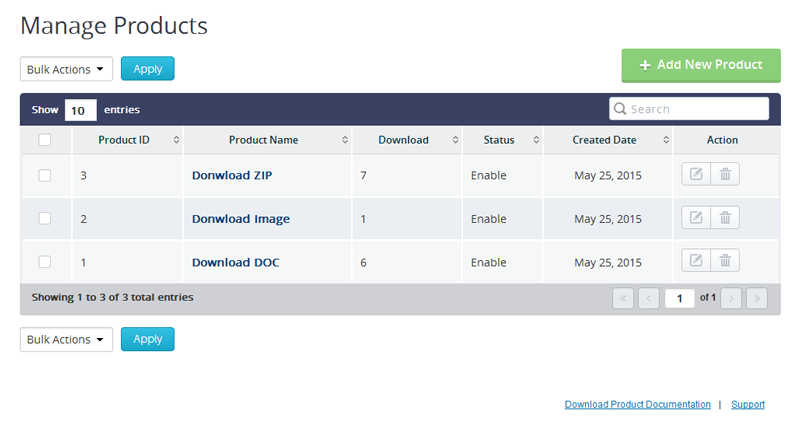 Manage Products
Bulk Actions Apply
+ Add New Product
Show 10 entries Search
Product ID Product Name Download Status Created Date Action
3 Donwload ZIP 7 Enable May 25, 2015
2 Donwload Image 1 Enable May 25, 2015
1 Download DOC 6 Enable May 25, 2015
Showing 1 to 3 of 3 total entries « ‹ 1 of 1 › »
Bulk Actions Apply
Download Product Documentation | Support